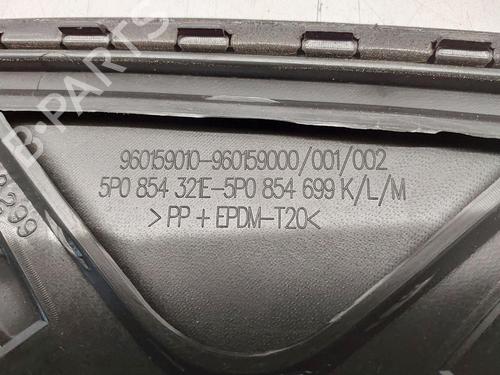 960159010-960159000/001/002
5P0 854 321E-5P0 854 699 K/L/M
>PP + EPDM-T20<
B-PARTS